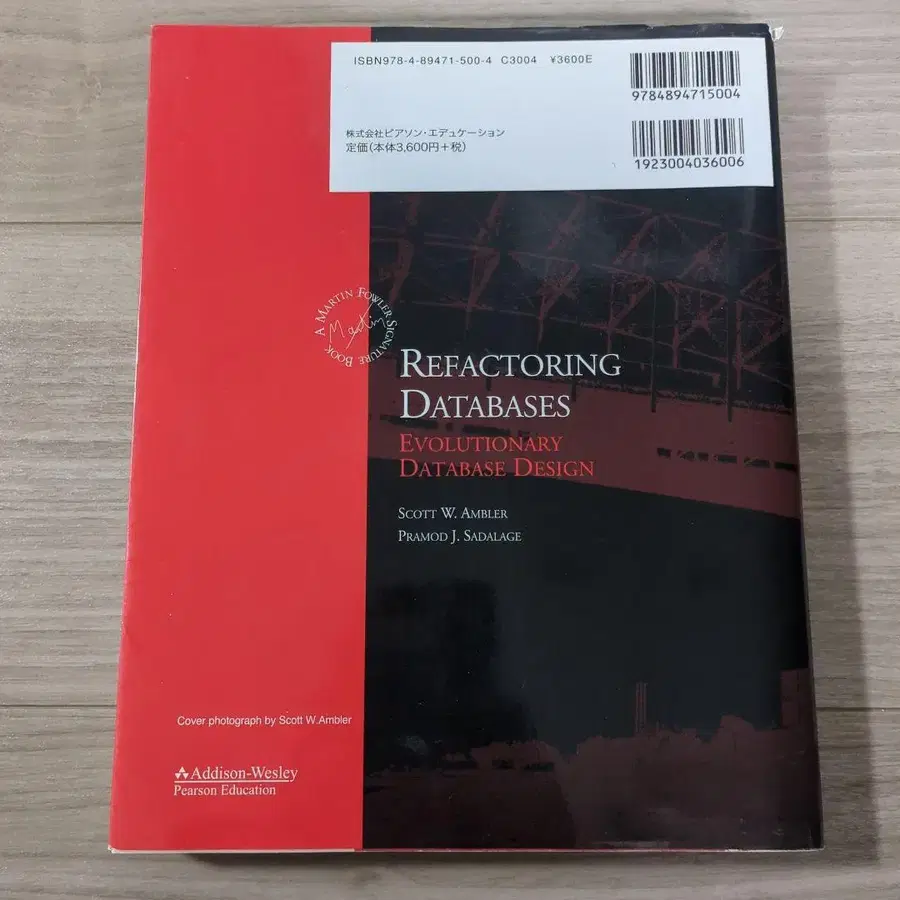 ISBN978-4-89471-500-4 C3004 ¥3600E
9784894715004
株式会社ピアソン・エデュケーション
定価(本体3,600円+税)
1923004036006
A MARTIN FOWLER SIGNATURE BOOK
Martin
REFACTORING
DATABASES
EVOLUTIONARY
DATABASE DESIGN
SCOTT W. AMBLER
PRAMOD J. SADALAGE
Cover photograph by Scott W.Ambler
Addison-Wesley
Pearson Education